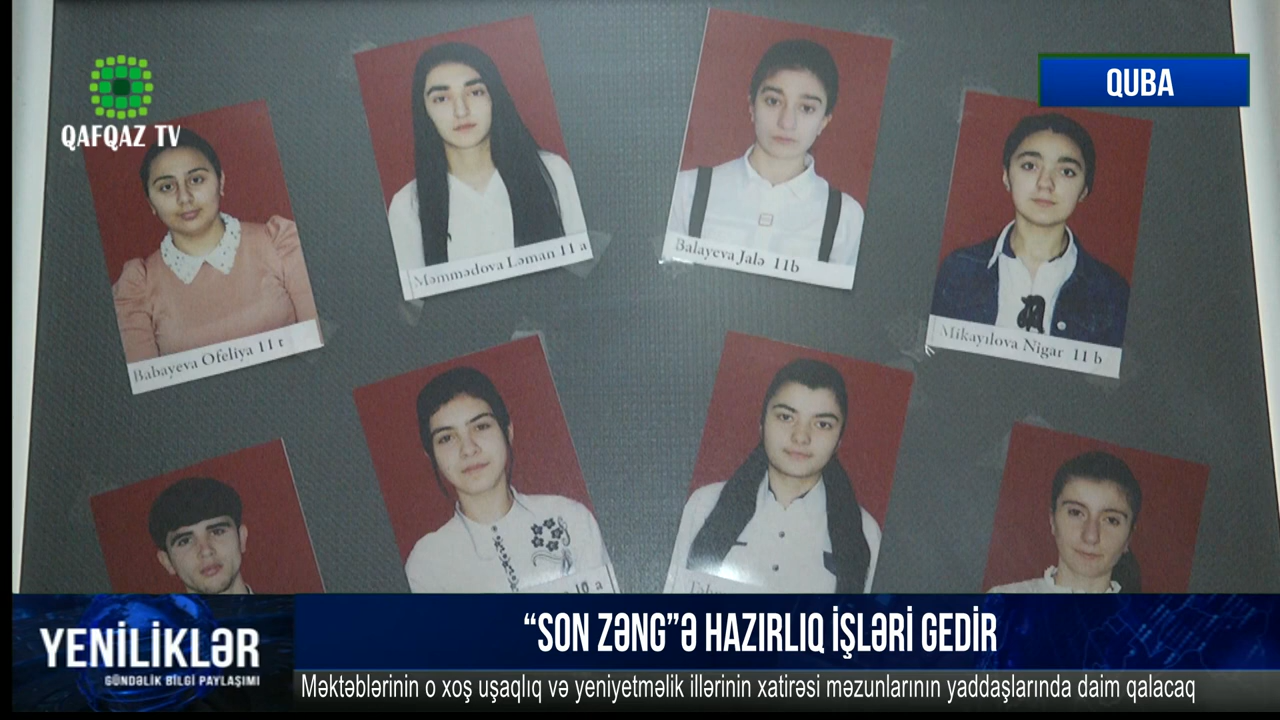 QAFQAZ TV
QUBA
Məmmədova Ləman 11 a
Balayeva Jalə 11b
Babayeva Ofeliya 11 r
Mikayılova Nigar 11 b
a
“SON ZƏNG”Ə HAZIRLIQ İŞLƏRİ GEDİR
YENİLİKLƏR
GÜNDƏLİK BİLGİ PAYLAŞIMI
Məktəblərinin o xoş uşaqlıq və yeniyetməlik illərinin xatirəsi məzunlarının yaddaşlarında daim qalacaq